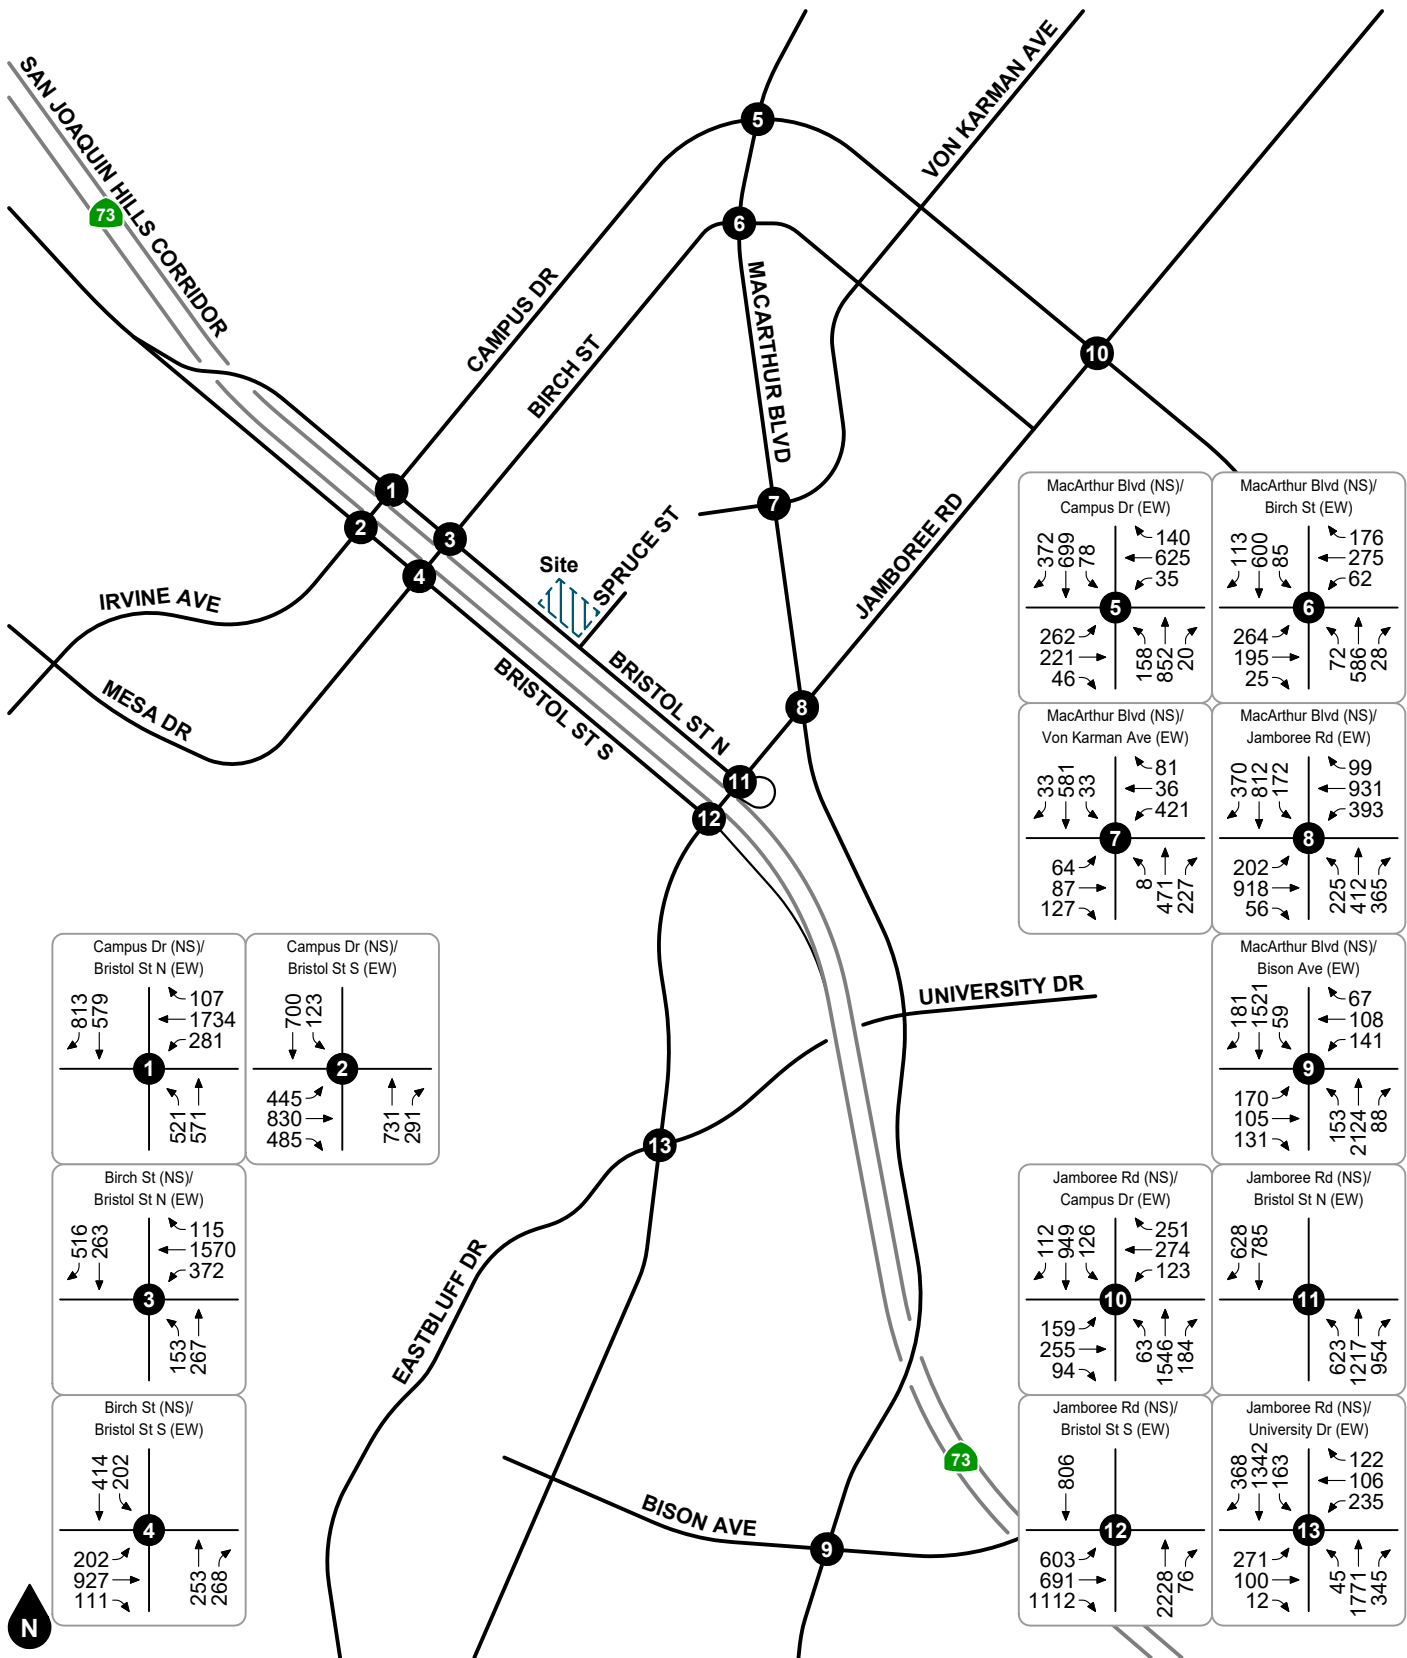 SAN JOAQUIN HILLS CORRIDOR
73
CAMPUS DR
BIRCH ST
MACARTHUR BLVD
VON KARMAN AVE
JAMBOREE RD
SPRUCE ST
Site
IRVINE AVE
MESA DR
BRISTOL ST N
BRISTOL ST S
UNIVERSITY DR
EASTBLUFF DR
BISON AVE
73
N
1
2
3
4
5
6
7
8
9
10
11
12
13
MacArthur Blvd (NS)/
Campus Dr (EW)
372 699 78
140
625
35
5
262
221
46
158 852 20
MacArthur Blvd (NS)/
Birch St (EW)
113 600 85
176
275
62
6
264
195
25
72 586 28
MacArthur Blvd (NS)/
Von Karman Ave (EW)
33 581 33
81
36
421
7
64
87
127
8 471 227
MacArthur Blvd (NS)/
Jamboree Rd (EW)
370 812 172
99
931
393
8
202
918
56
225 412 365
Campus Dr (NS)/
Bristol St N (EW)
813 579
107
1734
281
1
521 571
Campus Dr (NS)/
Bristol St S (EW)
700 123
2
445
830
485
731 291
MacArthur Blvd (NS)/
Bison Ave (EW)
181 1521 59
67
108
141
9
170
105
131
153 2124 88
Birch St (NS)/
Bristol St N (EW)
516 263
115
1570
372
3
153 267
Jamboree Rd (NS)/
Campus Dr (EW)
112 949 126
251
274
123
10
159
255
94
63 1546 184
Jamboree Rd (NS)/
Bristol St N (EW)
628 785
11
623 1217 954
Birch St (NS)/
Bristol St S (EW)
414 202
4
202
927
111
253 268
Jamboree Rd (NS)/
Bristol St S (EW)
806
12
603
691
1112
2228 76
Jamboree Rd (NS)/
University Dr (EW)
368 1342 163
122
106
235
13
271
100
12
45 1771 345